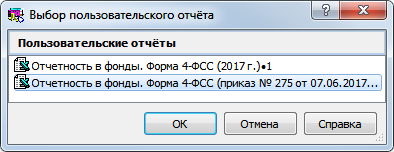 Выбор пользовательского отчёта
Пользовательские отчёты
Отчетность в фонды. Форма 4-ФСС (2017 г.)•1
Отчетность в фонды. Форма 4-ФСС (приказ № 275 от 07.06.2017...
ОК Отмена Справка